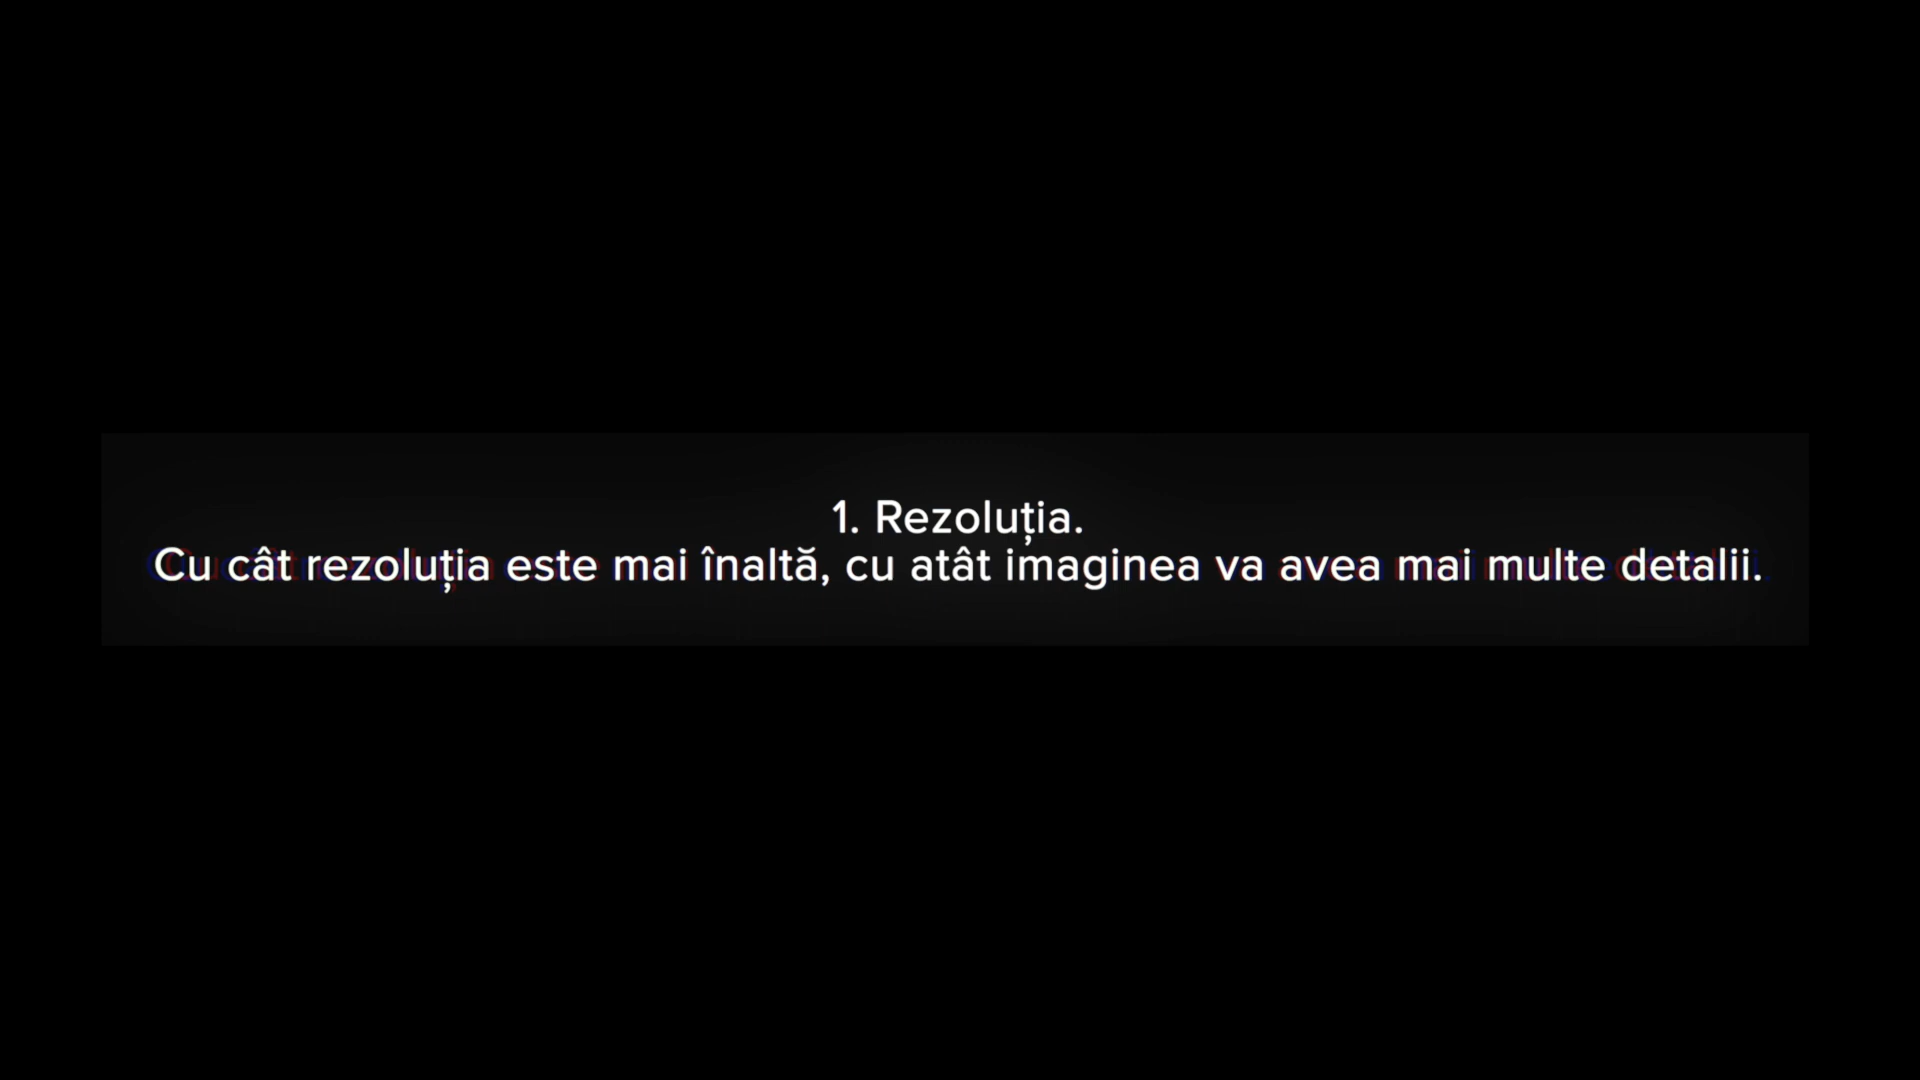 1. Rezoluția.
Cu cât rezoluția este mai înaltă, cu atât imaginea va avea mai multe detalii.